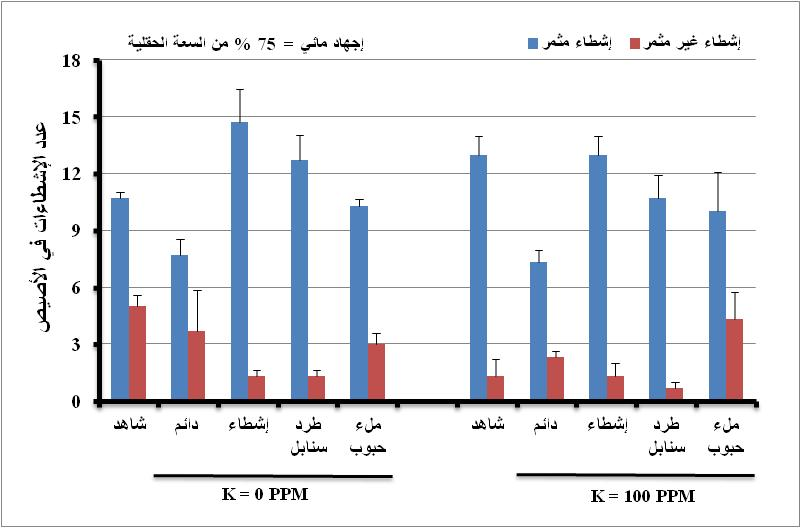 إجهاد مائي = 75 % من السعة الحقلية
إشطاء مثمر
إشطاء غير مثمر
عدد الإشطاءات في الأصيص
18
15
12
9
6
3
0
شاهد
دائم
إشطاء
طرد
سنابل
ملء
حبوب
شاهد
دائم
إشطاء
طرد
سنابل
ملء
حبوب
K = 0 PPM
K = 100 PPM